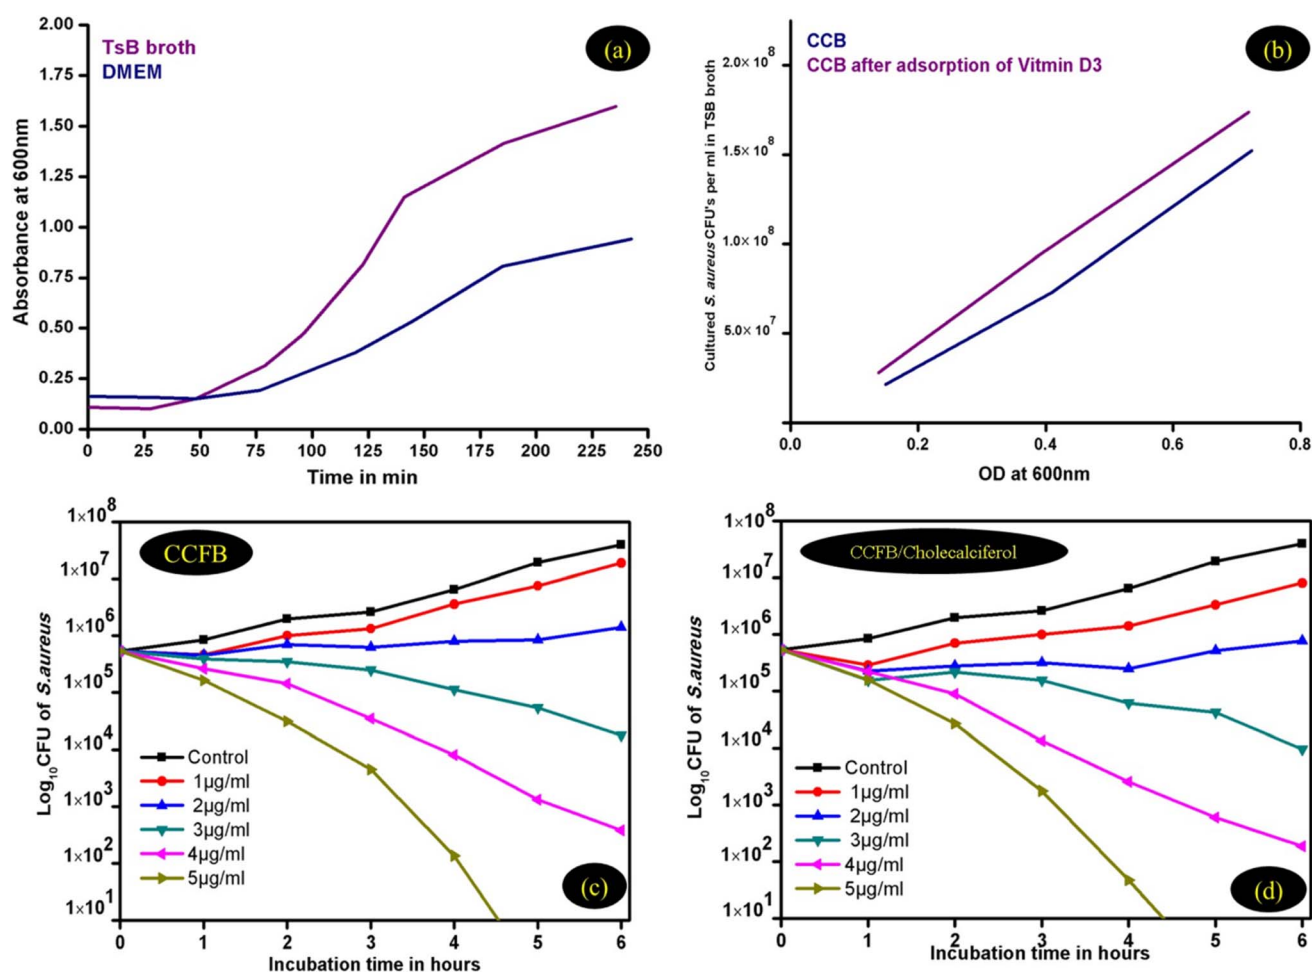 TsB broth
DMEM
(a)
Absorbance at 600nm
2.00
1.75
1.50
1.25
1.00
0.75
0.50
0.25
0.00
0 25 50 75 100 125 150 175 200 225 250
Time in min
CCB
CCB after adsorption of Vitmin D3
(b)
Cultured S. aureus CFU's per ml in TSB broth
2.0× 10⁸
1.5× 10⁸
1.0× 10⁸
5.0× 10⁷
0.0 0.2 0.4 0.6 0.8
OD at 600nm
CCFB
Log₁₀CFU of S.aureus
1×10⁸
1×10⁷
1×10⁶
1×10⁵
1×10⁴
1×10³
1×10²
1×10¹
Control
1µg/ml
2µg/ml
3µg/ml
4µg/ml
5µg/ml
(c)
0 1 2 3 4 5 6
Incubation time in hours
CCFB/Cholecalciferol
Log₁₀CFU of S.aureus
1×10⁸
1×10⁷
1×10⁶
1×10⁵
1×10⁴
1×10³
1×10²
1×10¹
Control
1µg/ml
2µg/ml
3µg/ml
4µg/ml
5µg/ml
(d)
0 1 2 3 4 5 6
Incubation time in hours